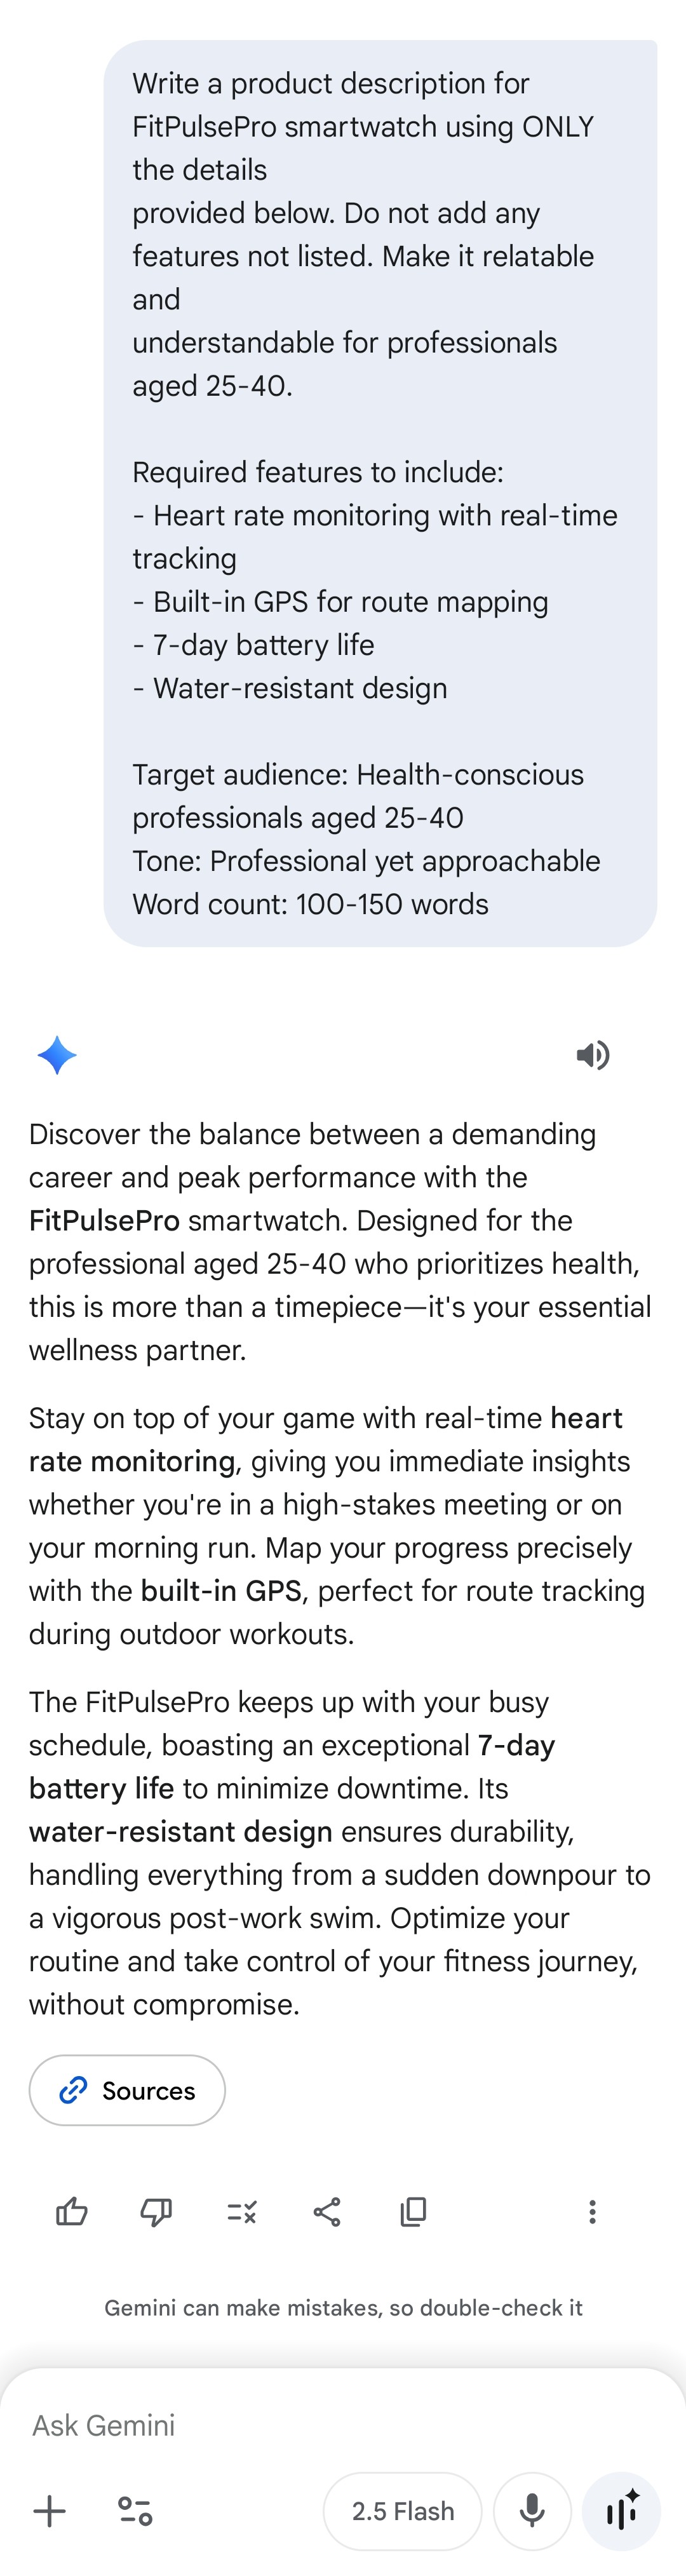 Write a product description for
FitPulsePro smartwatch using ONLY
the details
provided below. Do not add any
features not listed. Make it relatable
and
understandable for professionals
aged 25-40.
Required features to include:
- Heart rate monitoring with real-time
tracking
- Built-in GPS for route mapping
- 7-day battery life
- Water-resistant design
Target audience: Health-conscious
professionals aged 25-40
Tone: Professional yet approachable
Word count: 100-150 words
Discover the balance between a demanding
career and peak performance with the
FitPulsePro smartwatch. Designed for the
professional aged 25-40 who prioritizes health,
this is more than a timepiece—it's your essential
wellness partner.
Stay on top of your game with real-time heart
rate monitoring, giving you immediate insights
whether you're in a high-stakes meeting or on
your morning run. Map your progress precisely
with the built-in GPS, perfect for route tracking
during outdoor workouts.
The FitPulsePro keeps up with your busy
schedule, boasting an exceptional 7-day
battery life to minimize downtime. Its
water-resistant design ensures durability,
handling everything from a sudden downpour to
a vigorous post-work swim. Optimize your
routine and take control of your fitness journey,
without compromise.
Sources
Gemini can make mistakes, so double-check it
Ask Gemini
2.5 Flash